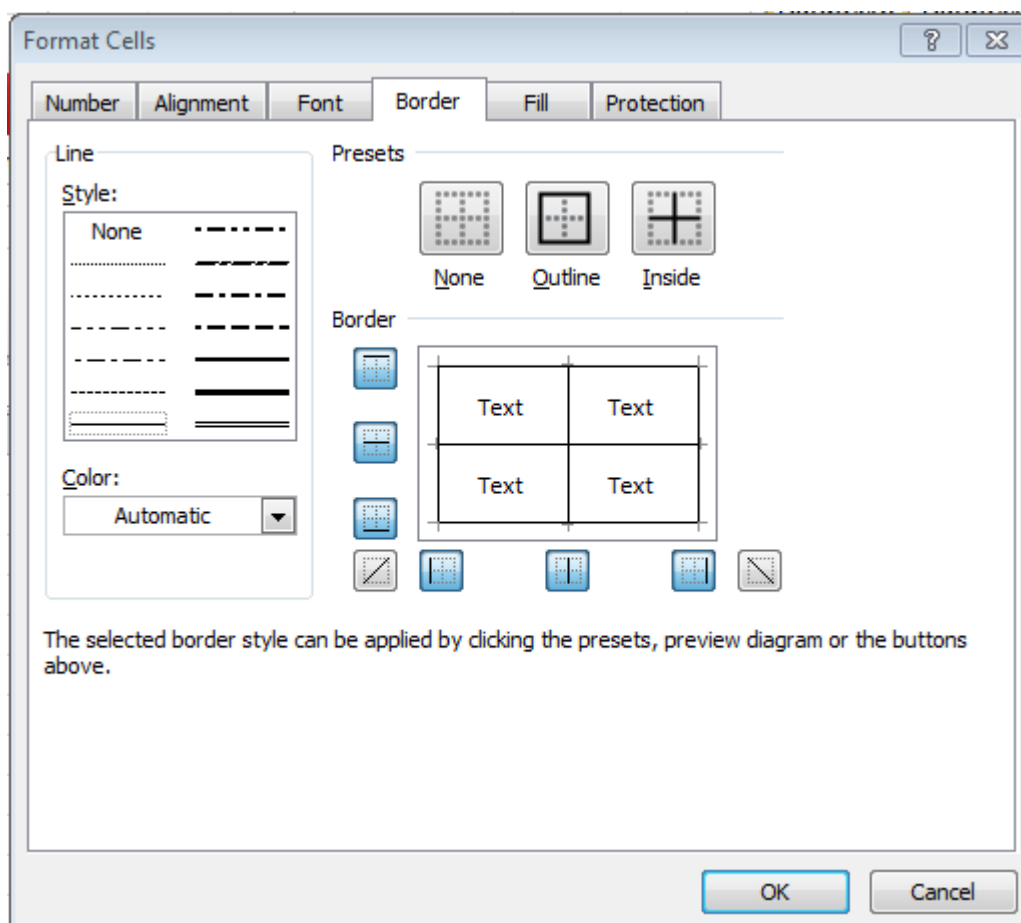 Format Cells
Number Alignment Font Border Fill Protection
Line
Style:
None
Color:
Automatic
Presets
None Outline Inside
Border
Text Text
Text Text
The selected border style can be applied by clicking the presets, preview diagram or the buttons
above.
OK Cancel